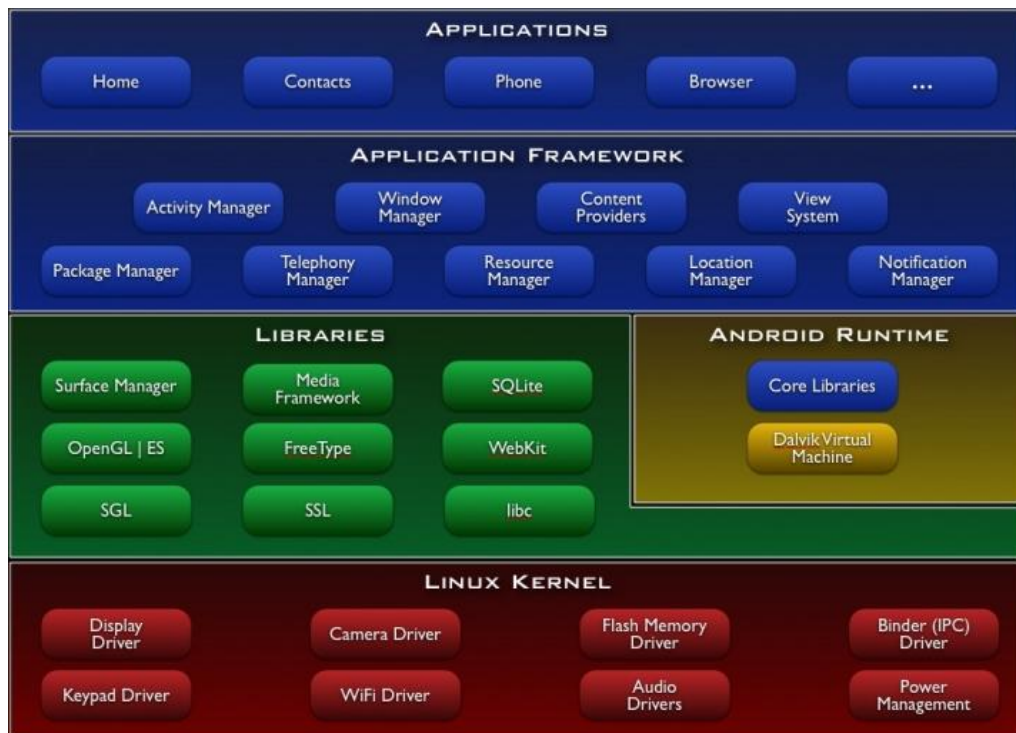 APPLICATIONS
Home
Contacts
Phone
Browser
...
APPLICATION FRAMEWORK
Activity Manager
Window
Manager
Content
Providers
View
System
Package Manager
Telephony
Manager
Resource
Manager
Location
Manager
Notification
Manager
LIBRARIES
Surface Manager
Media
Framework
SQLite
OpenGL | ES
FreeType
WebKit
SGL
SSL
libc
ANDROID RUNTIME
Core Libraries
Dalvik Virtual
Machine
LINUX KERNEL
Display
Driver
Camera Driver
Flash Memory
Driver
Binder (IPC)
Driver
Keypad Driver
WiFi Driver
Audio
Drivers
Power
Management